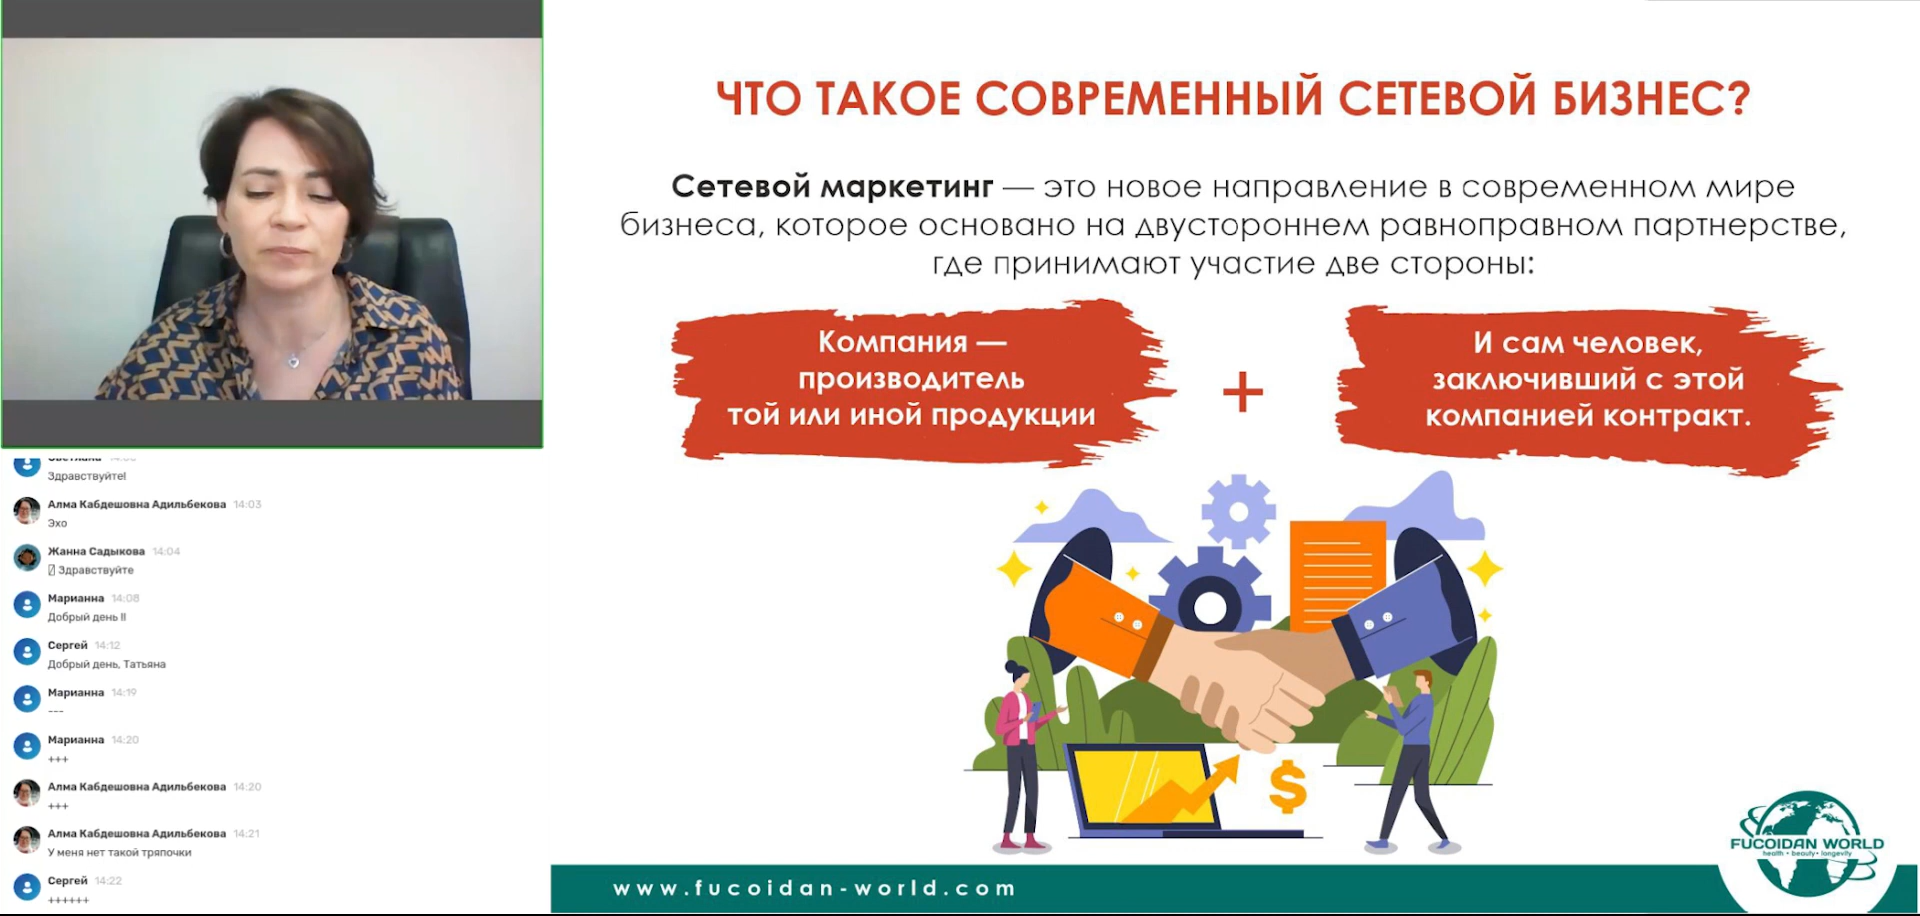 ЧТО ТАКОЕ СОВРЕМЕННЫЙ СЕТЕВОЙ БИЗНЕС?
Сетевой маркетинг — это новое направление в современном мире
бизнеса, которое основано на двустороннем равноправном партнерстве,
где принимают участие две стороны:
Компания —
производитель
той или иной продукции
+
И сам человек,
заключивший с этой
компанией контракт.
$
www.fucoidan-world.com
FUCOIDAN WORLD
health • beauty • longevity
Здравствуйте!
Алма Кабдешовна Адильбекова 14:03
Эхо
Жанна Садыкова 14:04
Здравствуйте
Марианна 14:08
Добрый день !!
Сергей 14:12
Добрый день, Татьяна
Марианна 14:19
---
Марианна 14:20
+++
Алма Кабдешовна Адильбекова 14:20
+++
Алма Кабдешовна Адильбекова 14:21
У меня нет такой тряпочки
Сергей 14:22
++++++